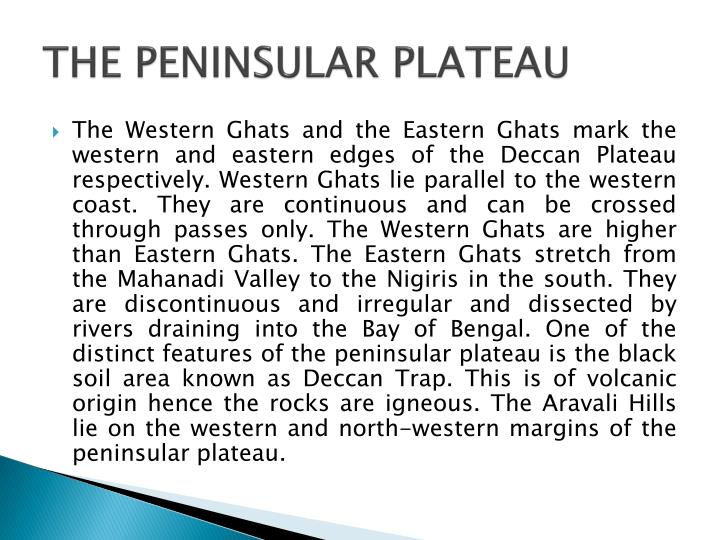 THE PENINSULAR PLATEAU
The Western Ghats and the Eastern Ghats mark the
western and eastern edges of the Deccan Plateau
respectively. Western Ghats lie parallel to the western
coast. They are continuous and can be crossed
through passes only. The Western Ghats are higher
than Eastern Ghats. The Eastern Ghats stretch from
the Mahanadi Valley to the Nigiris in the south. They
are discontinuous and irregular and dissected by
rivers draining into the Bay of Bengal. One of the
distinct features of the peninsular plateau is the black
soil area known as Deccan Trap. This is of volcanic
origin hence the rocks are igneous. The Aravali Hills
lie on the western and north-western margins of the
peninsular plateau.